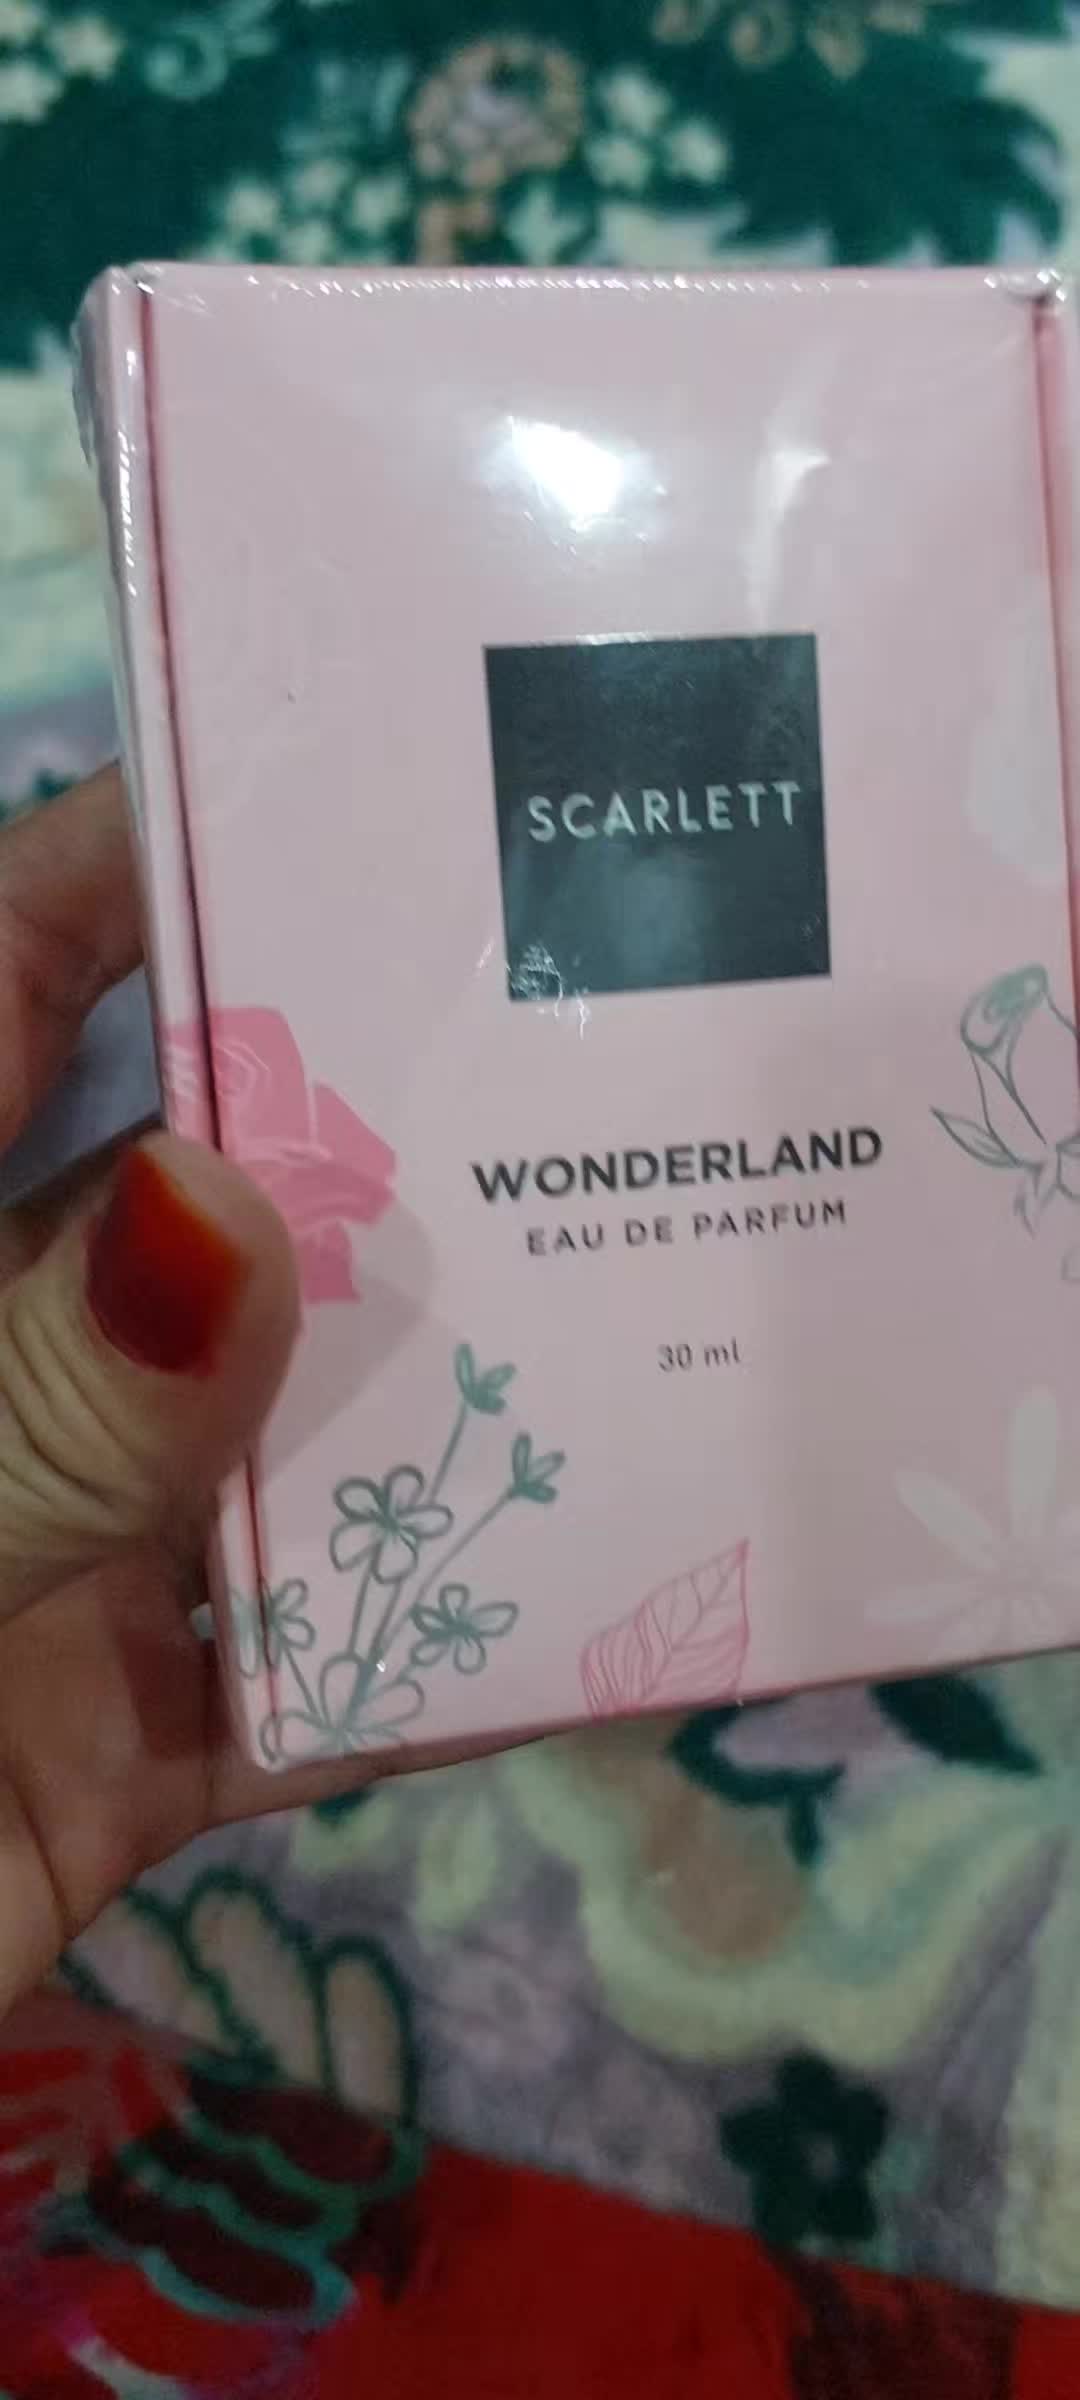 SCARLETT
WONDERLAND
EAU DE PARFUM
30 ml